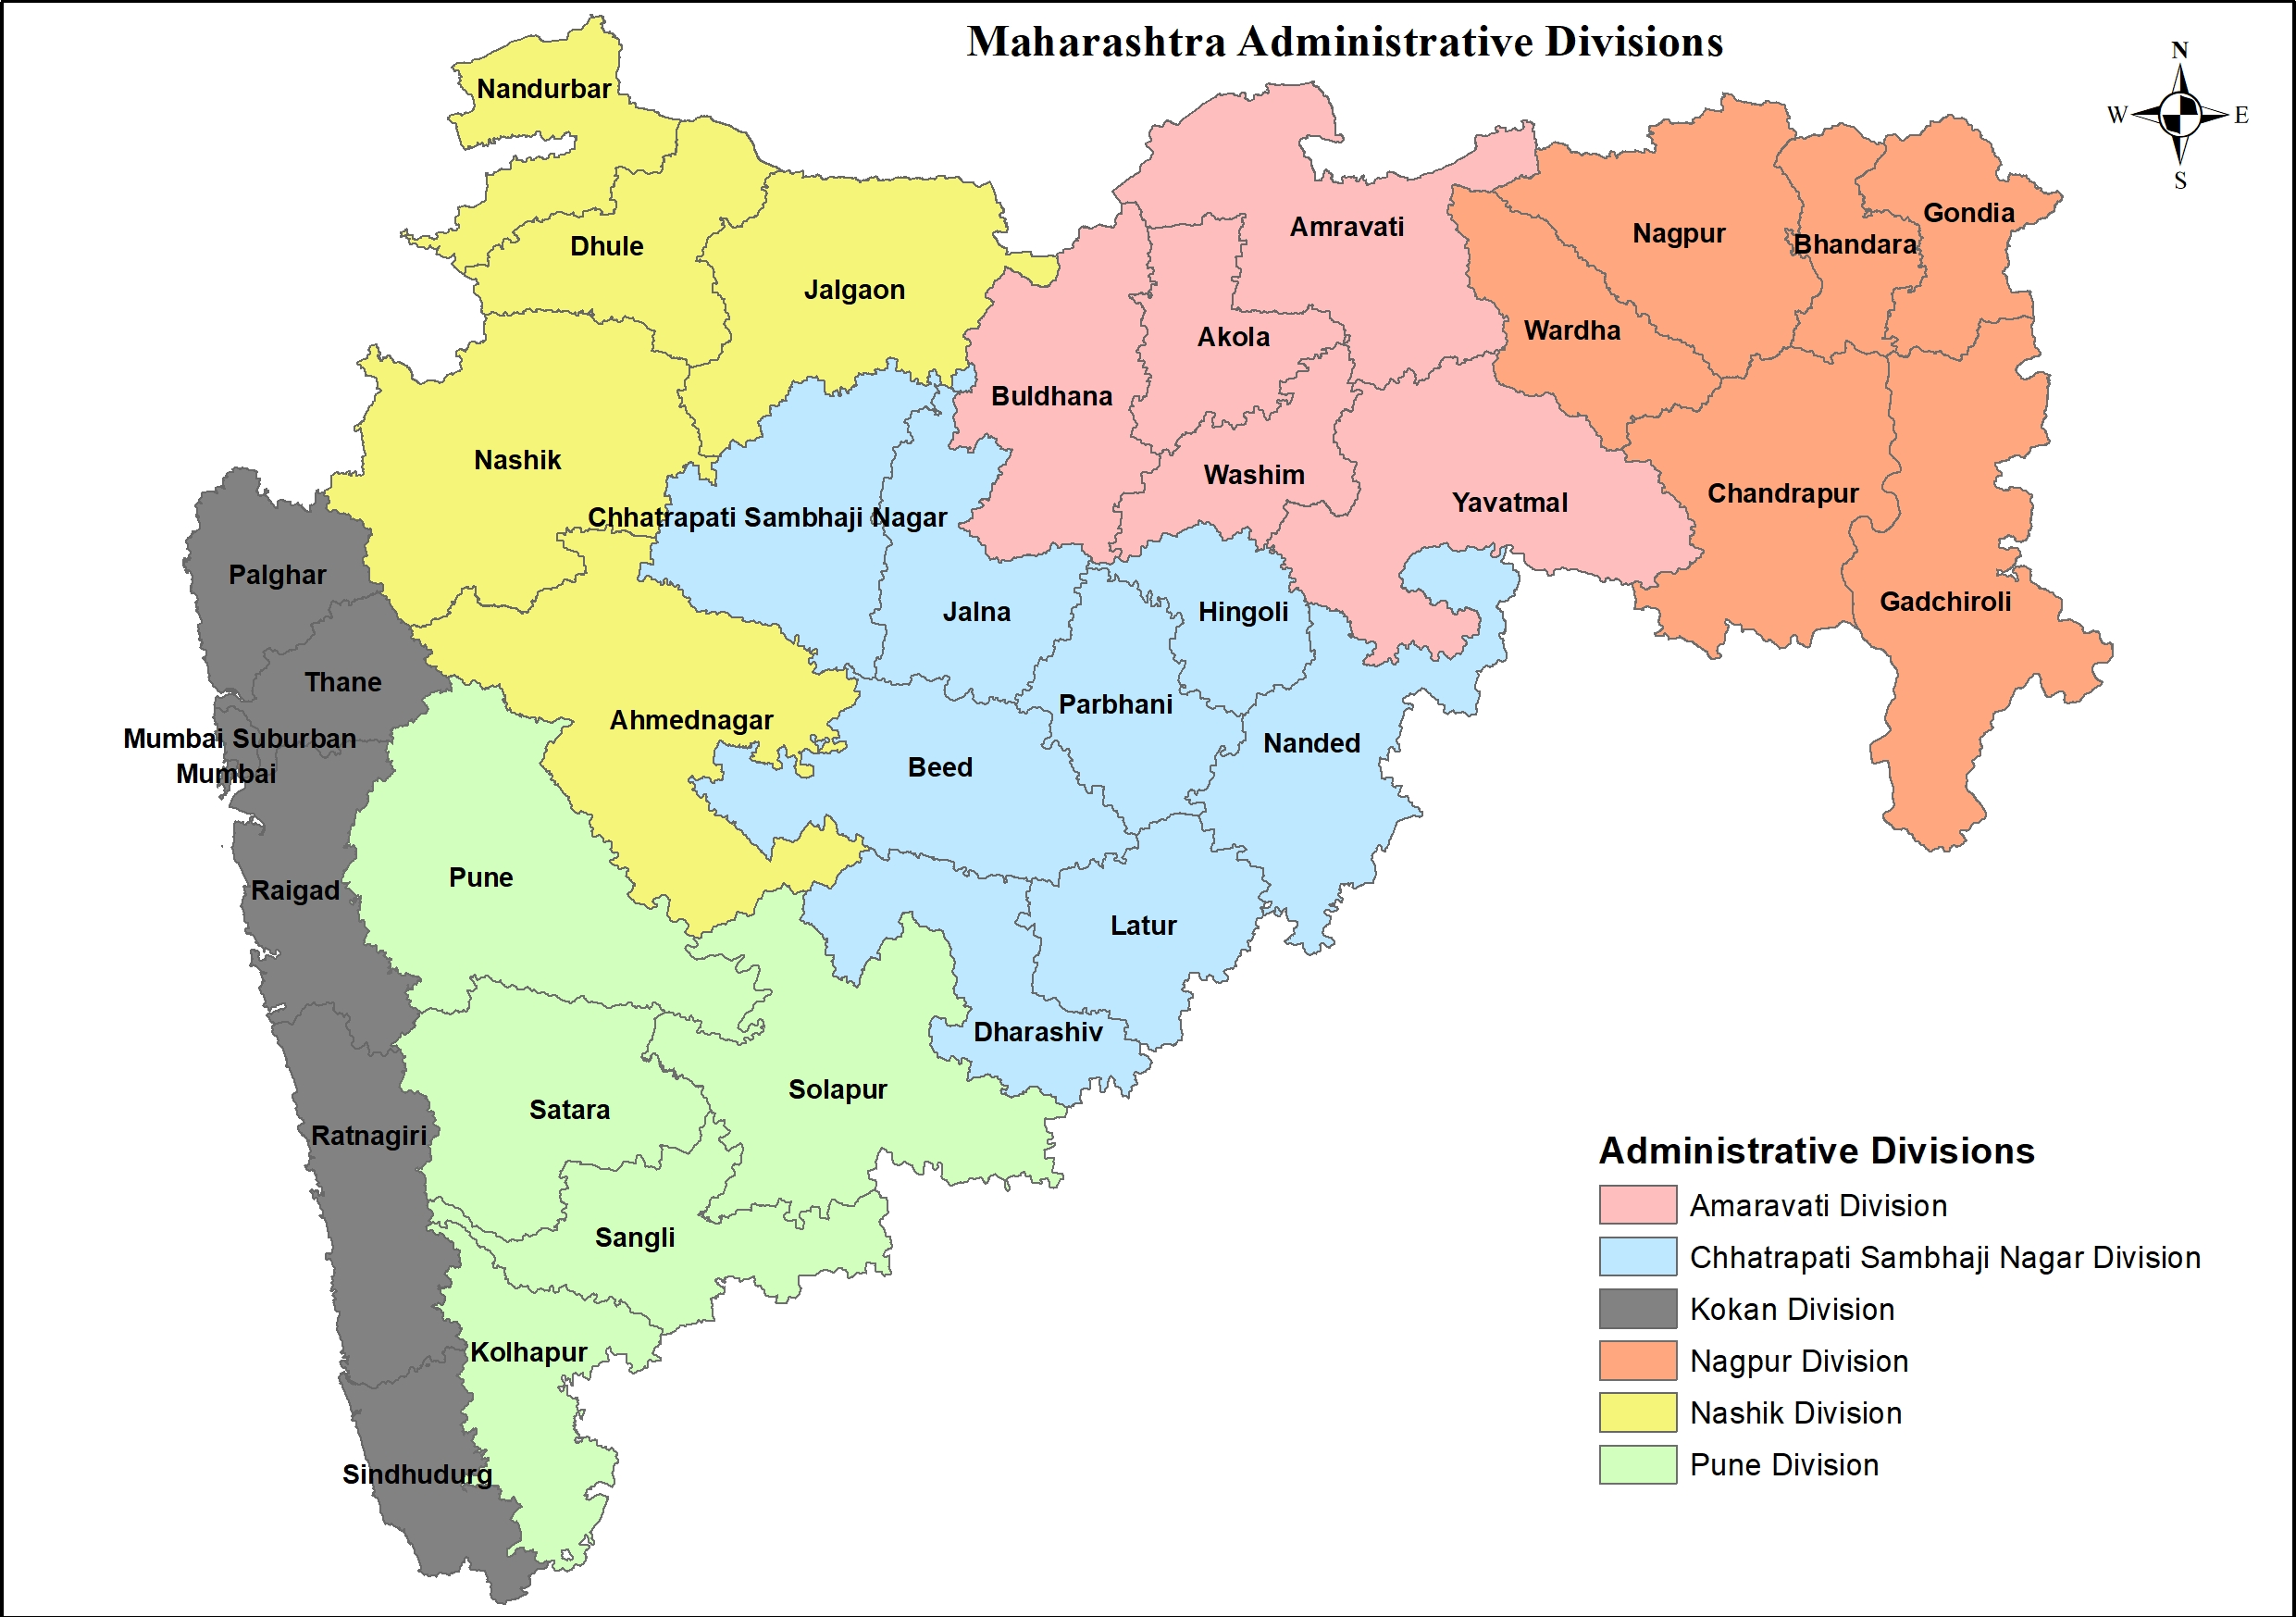 Maharashtra Administrative Divisions
N
W E
S
Nandurbar
Dhule
Jalgaon
Nashik
Amravati
Akola
Buldhana
Washim
Yavatmal
Nagpur
Bhandara
Gondia
Wardha
Chandrapur
Gadchiroli
Chhatrapati Sambhaji Nagar
Jalna
Hingoli
Parbhani
Nanded
Beed
Latur
Dharashiv
Ahmednagar
Palghar
Thane
Mumbai Suburban
Mumbai
Raigad
Ratnagiri
Sindhudurg
Pune
Satara
Solapur
Sangli
Kolhapur
Administrative Divisions
Amaravati Division
Chhatrapati Sambhaji Nagar Division
Kokan Division
Nagpur Division
Nashik Division
Pune Division